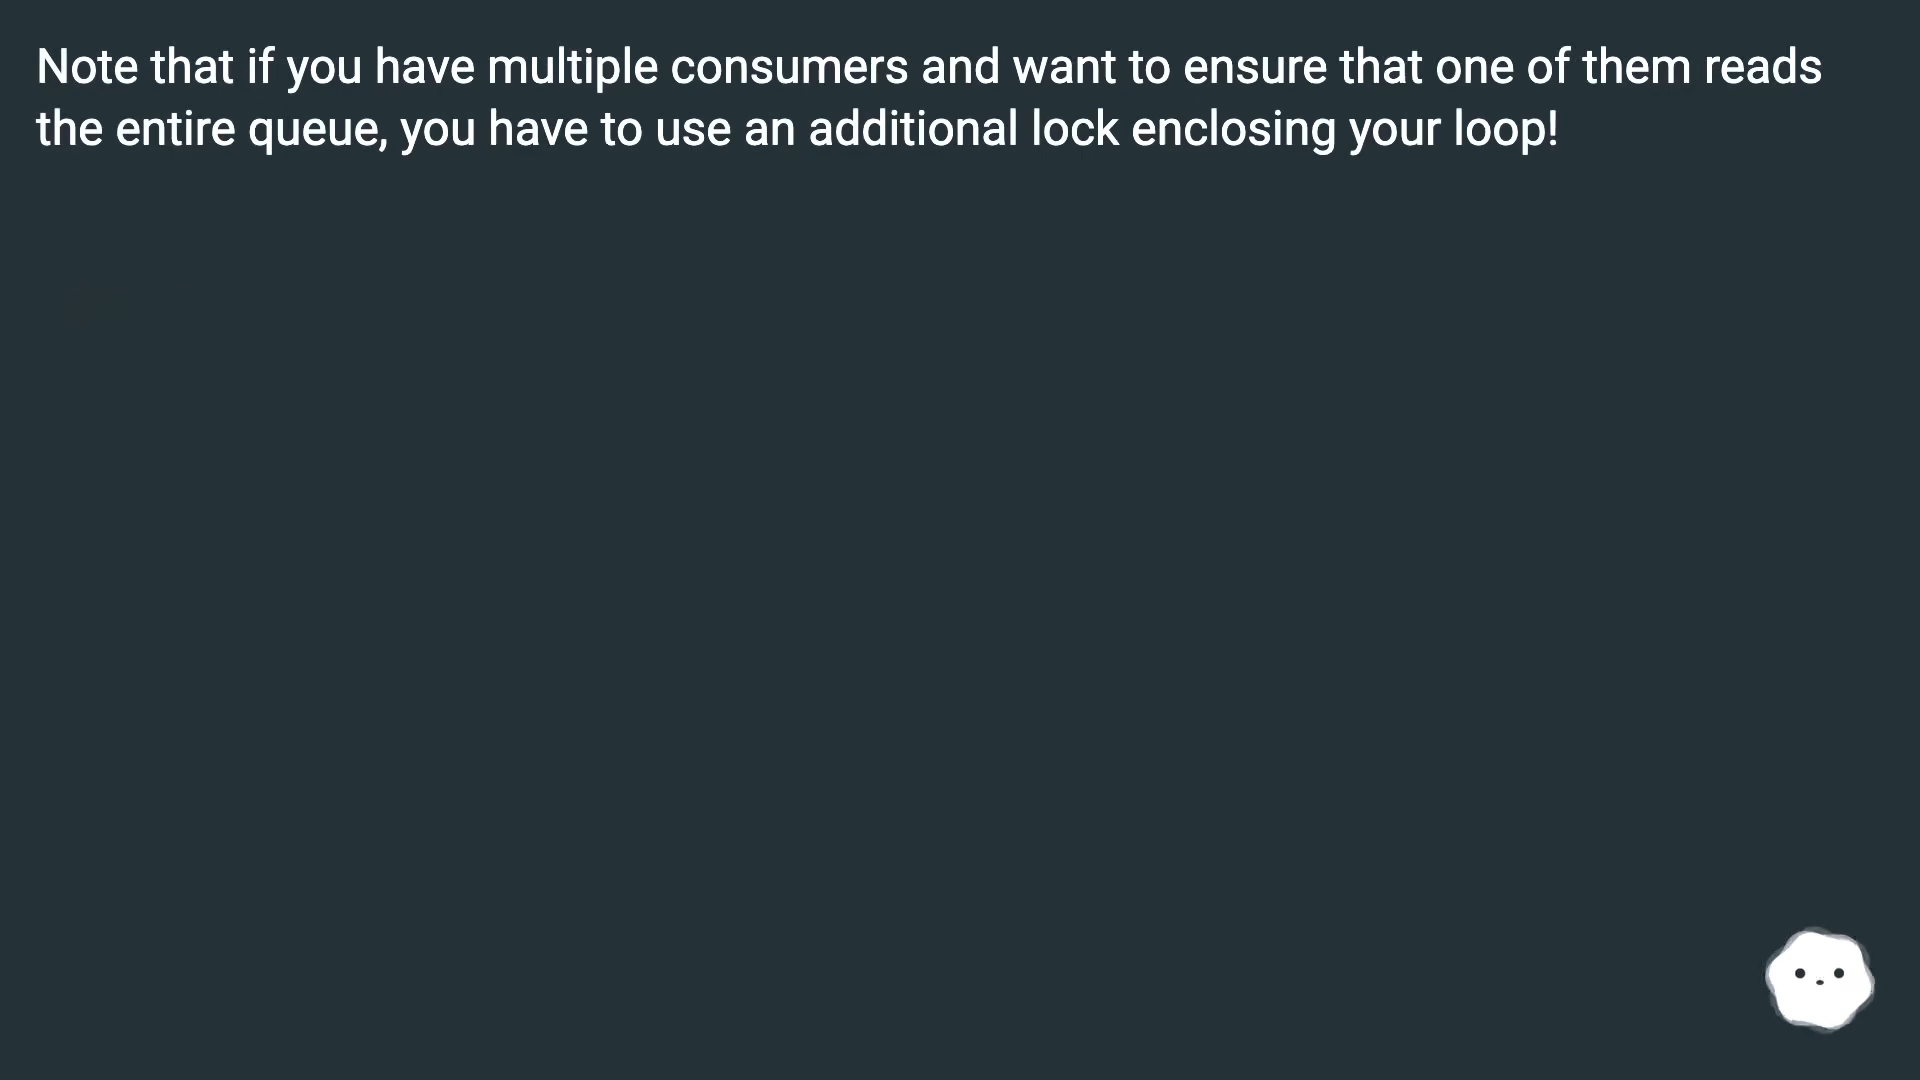 Note that if you have multiple consumers and want to ensure that one of them reads
the entire queue, you have to use an additional lock enclosing your loop!